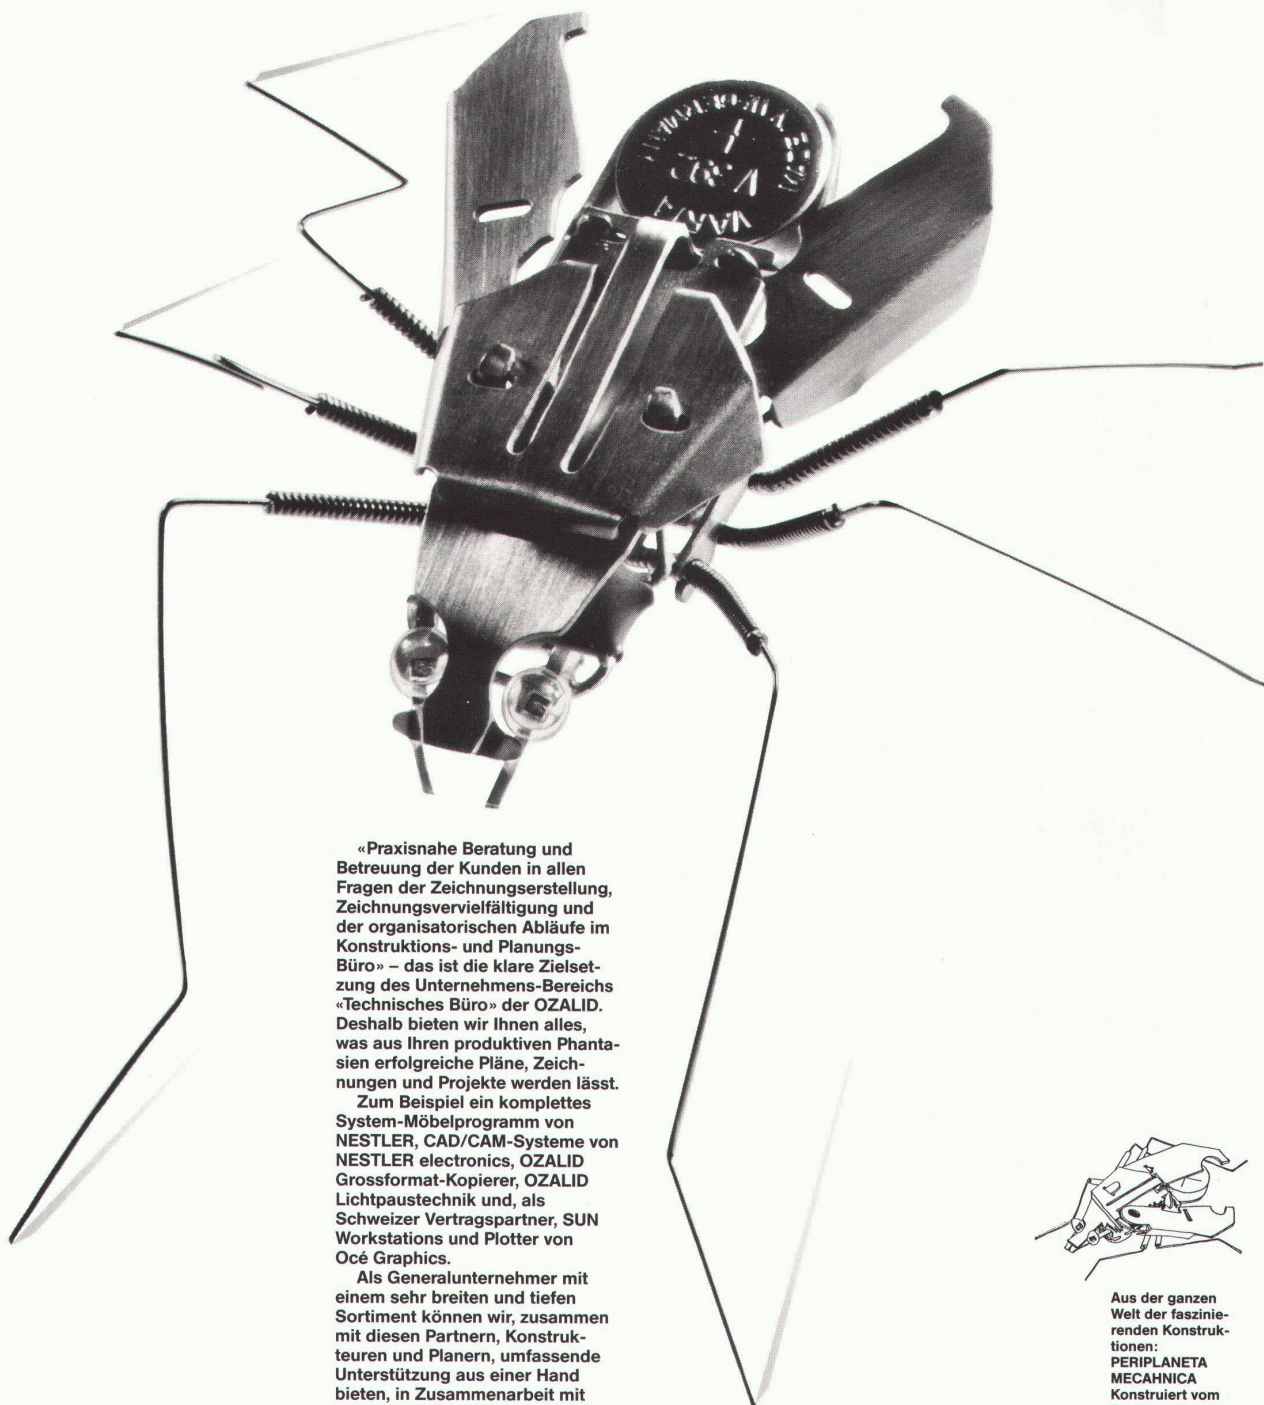 VARTA
«Praxisnahe Beratung und
Betreuung der Kunden in allen
Fragen der Zeichnungserstellung,
Zeichnungsvervielfältigung und
der organisatorischen Abläufe im
Konstruktions- und Planungs-
Büro» – das ist die klare Zielset-
zung des Unternehmens-Bereichs
«Technisches Büro» der OZALID.
Deshalb bieten wir Ihnen alles,
was aus Ihren produktiven Phanta-
sien erfolgreiche Pläne, Zeich-
nungen und Projekte werden lässt.
Zum Beispiel ein komplettes
System-Möbelprogramm von
NESTLER, CAD/CAM-Systeme von
NESTLER electronics, OZALID
Grossformat-Kopierer, OZALID
Lichtpaustechnik und, als
Schweizer Vertragspartner, SUN
Workstations und Plotter von
Océ Graphics.
Als Generalunternehmer mit
einem sehr breiten und tiefen
Sortiment können wir, zusammen
mit diesen Partnern, Konstruk-
teuren und Planern, umfassende
Unterstützung aus einer Hand
bieten, in Zusammenarbeit mit
Aus der ganzen
Welt der faszinie-
renden Konstruk-
tionen:
PERIPLANETA
MECAHNICA
Konstruiert vom